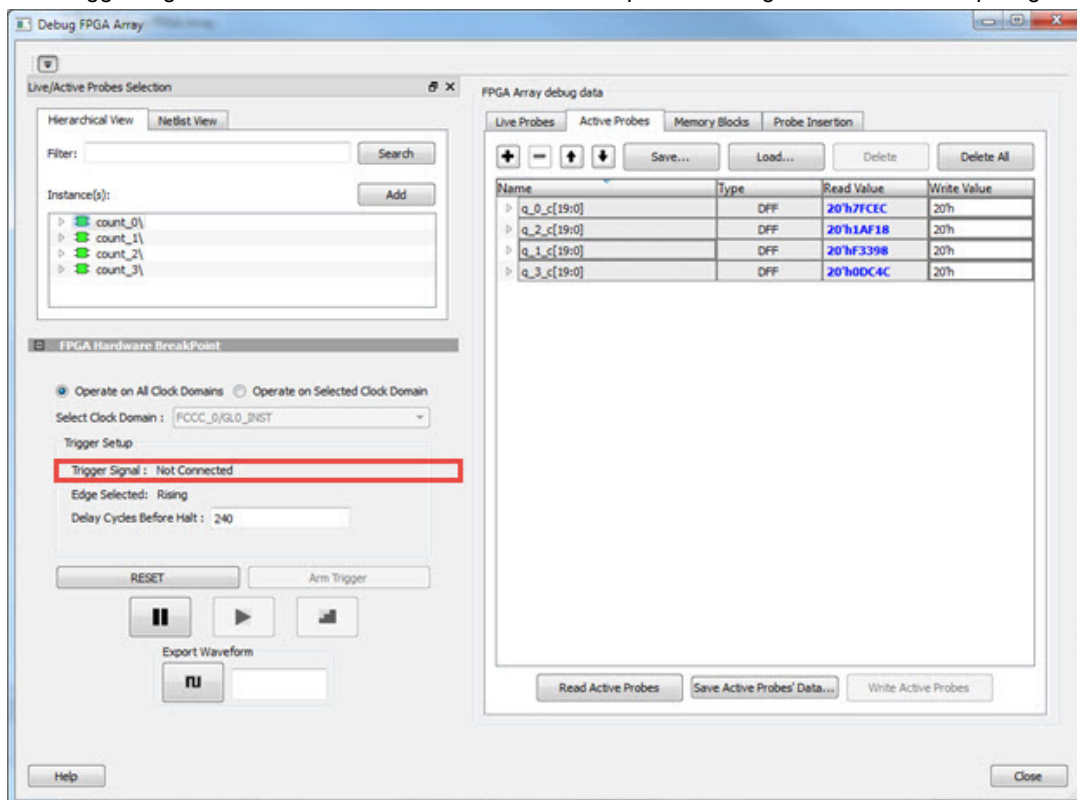 Debug FPGA Array
Live/Active Probes Selection
Hierarchical View Netlist View
Filter: Search
Instance(s): Add
count_0\
count_1\
count_2\
count_3\
FPGA Hardware BreakPoint
Operate on All Clock Domains Operate on Selected Clock Domain
Select Clock Domain : FCCC_0/GL0_INST
Trigger Setup
Trigger Signal : Not Connected
Edge Selected: Rising
Delay Cycles Before Halt : 240
RESET Arm Trigger
Export Waveform
FPGA Array debug data
Live Probes Active Probes Memory Blocks Probe Insertion
Save... Load... Delete Delete All
Name Type Read Value Write Value
q_0_c[19:0] DFF 20'h7FCEC 20'h
q_2_c[19:0] DFF 20'h1AF18 20'h
q_1_c[19:0] DFF 20'hF3398 20'h
q_3_c[19:0] DFF 20'h0DC4C 20'h
Read Active Probes Save Active Probes' Data... Write Active Probes
Help Close